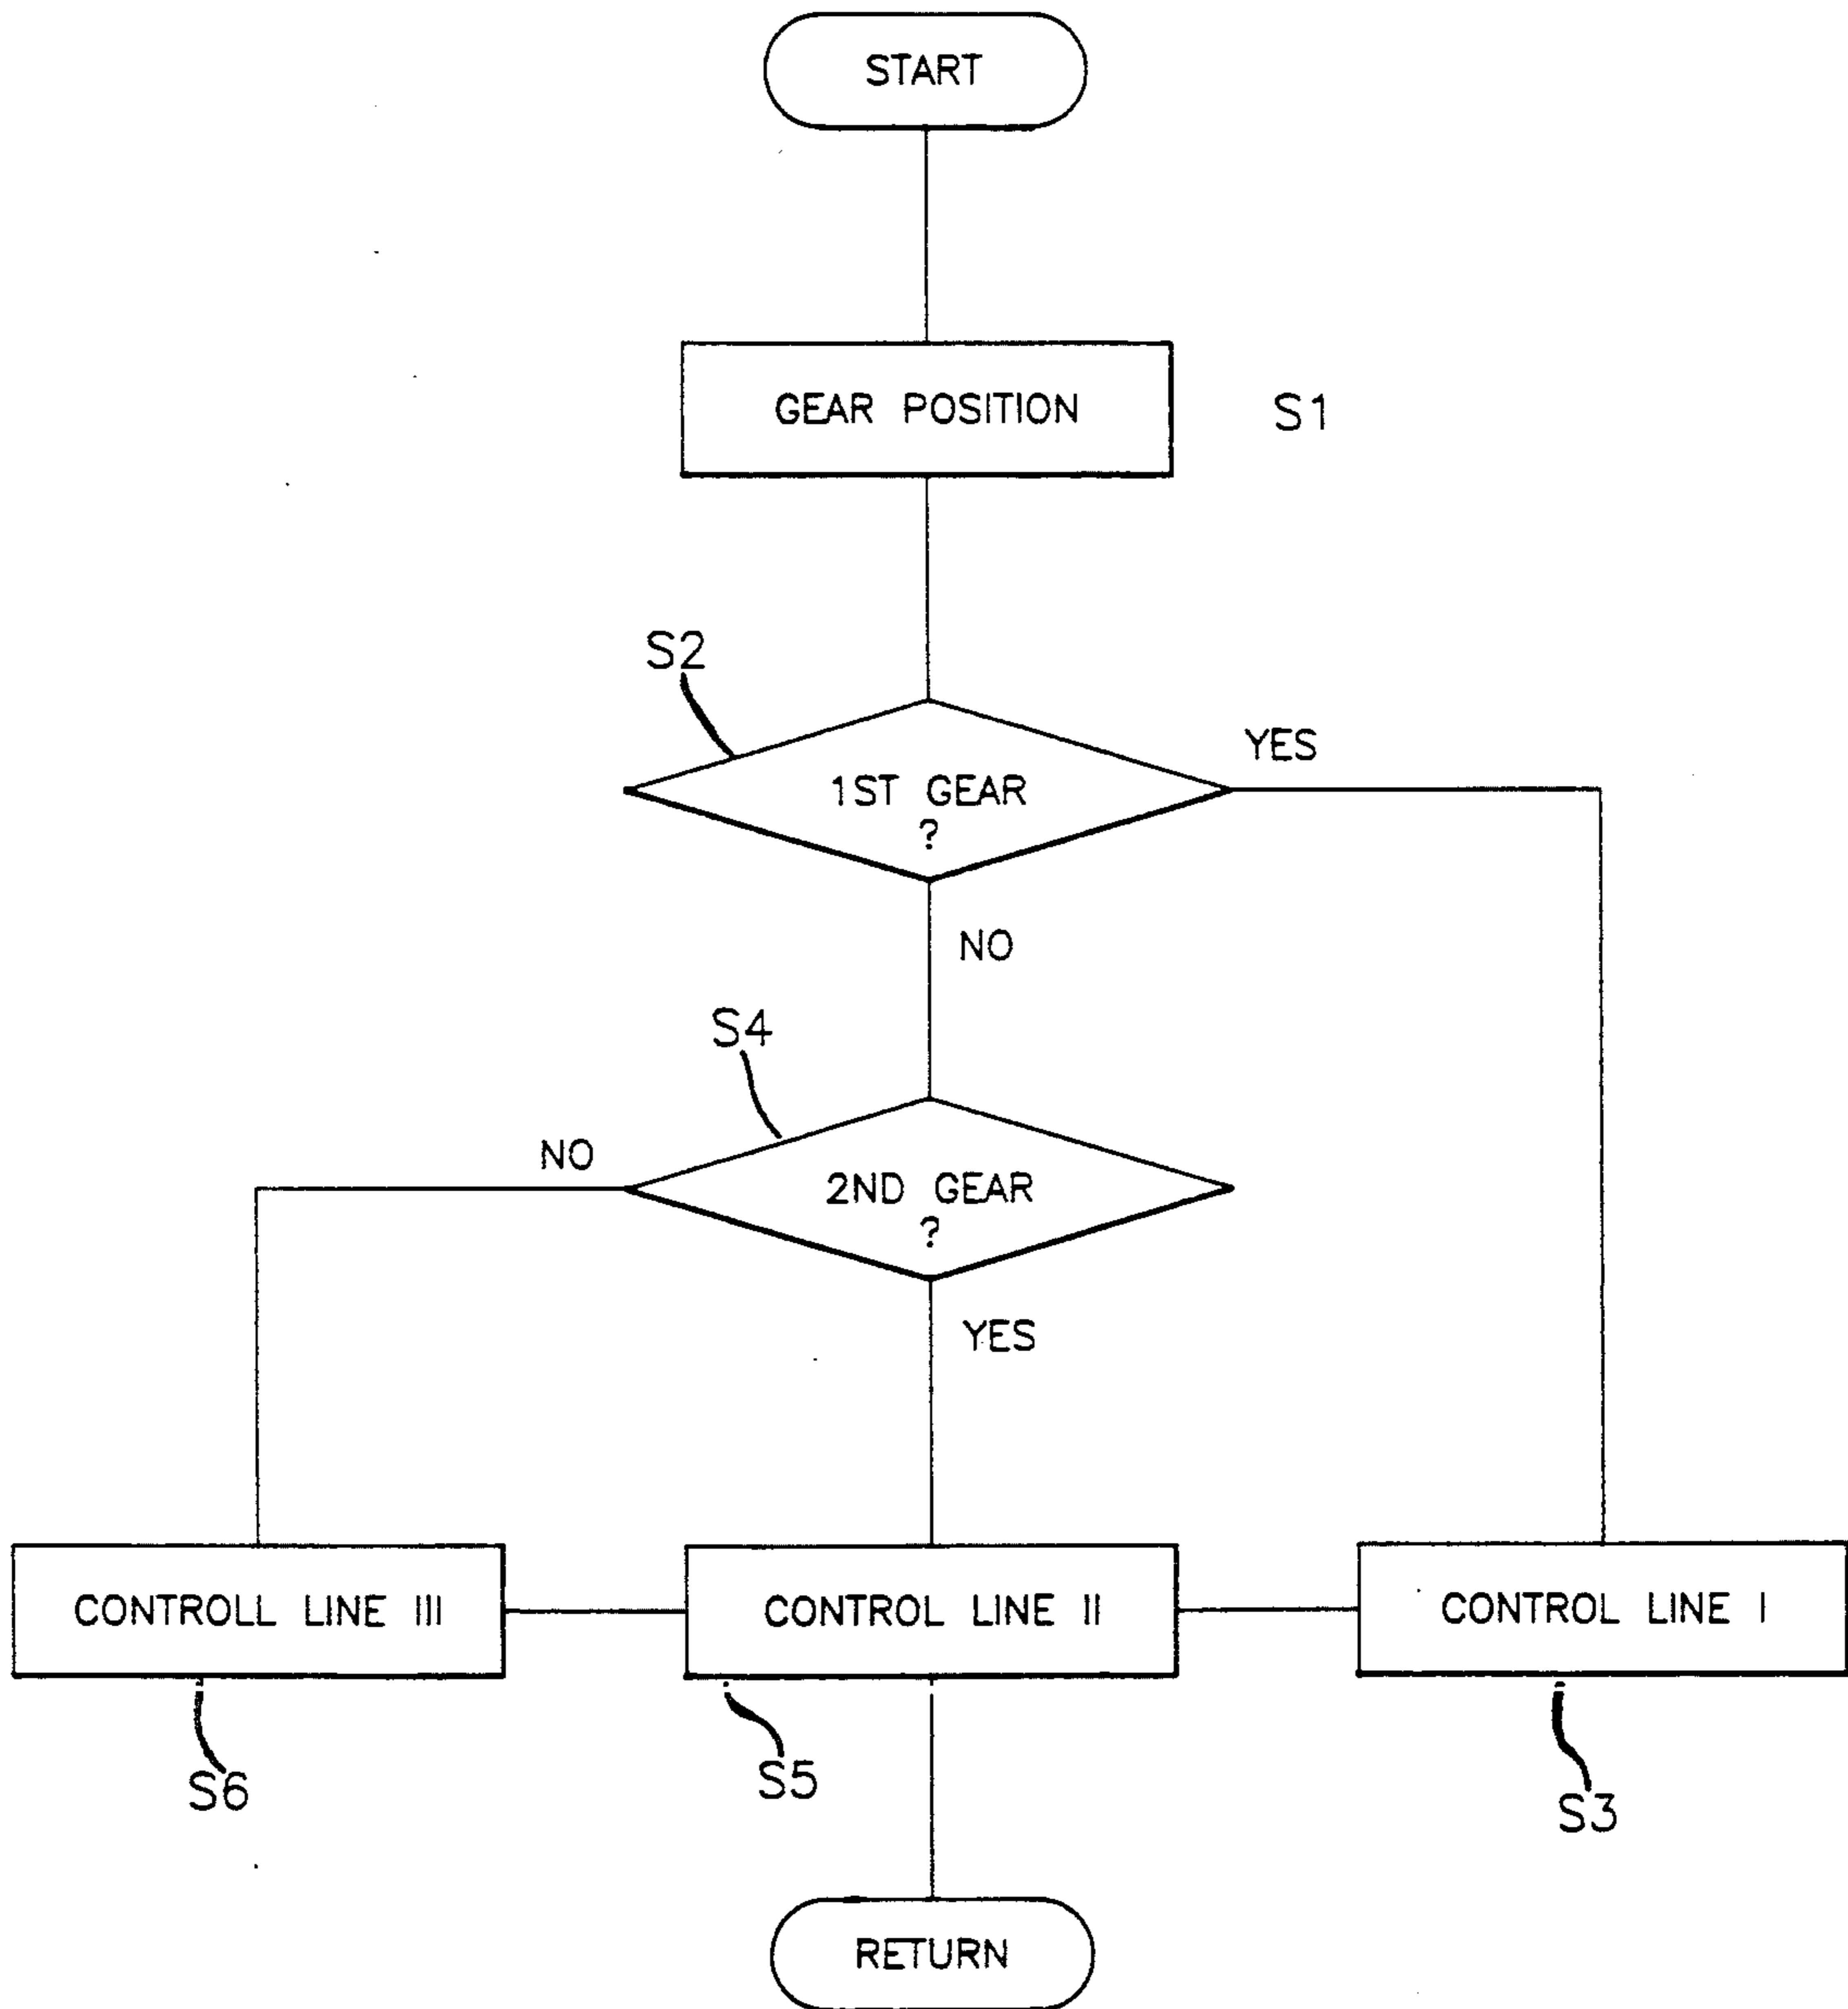 START
GEAR POSITION
S1
S2
YES
1ST GEAR
?
NO
S4
NO
2ND GEAR
?
YES
CONTROLL LINE III
CONTROL LINE II
CONTROL LINE I
S6
S5
S3
RETURN